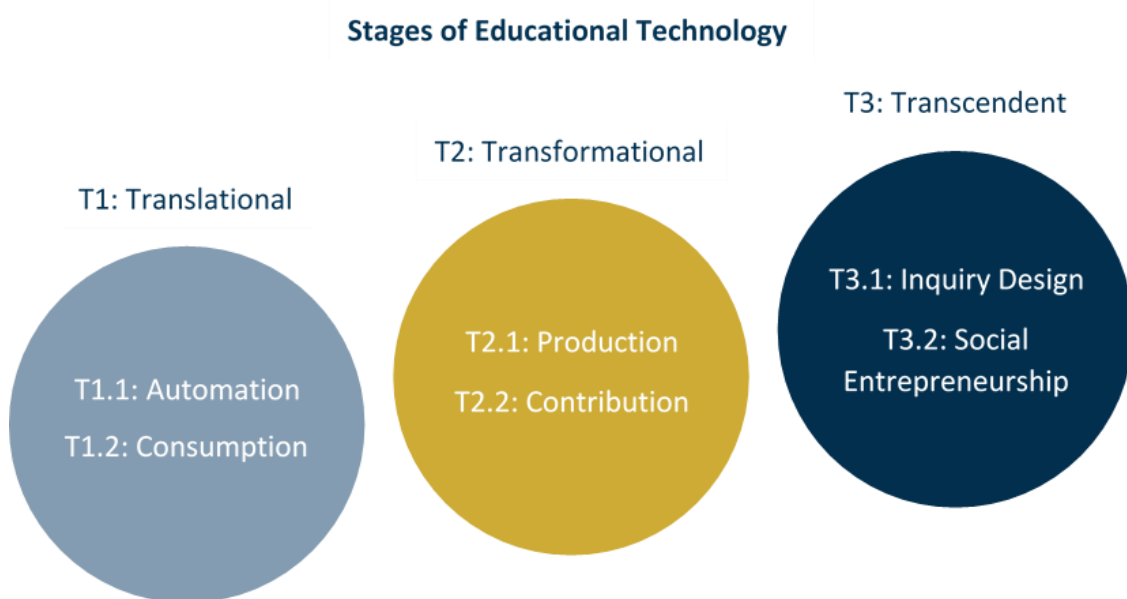 Stages of Educational Technology
T1: Translational
T1.1: Automation
T1.2: Consumption
T2: Transformational
T2.1: Production
T2.2: Contribution
T3: Transcendent
T3.1: Inquiry Design
T3.2: Social
Entrepreneurship